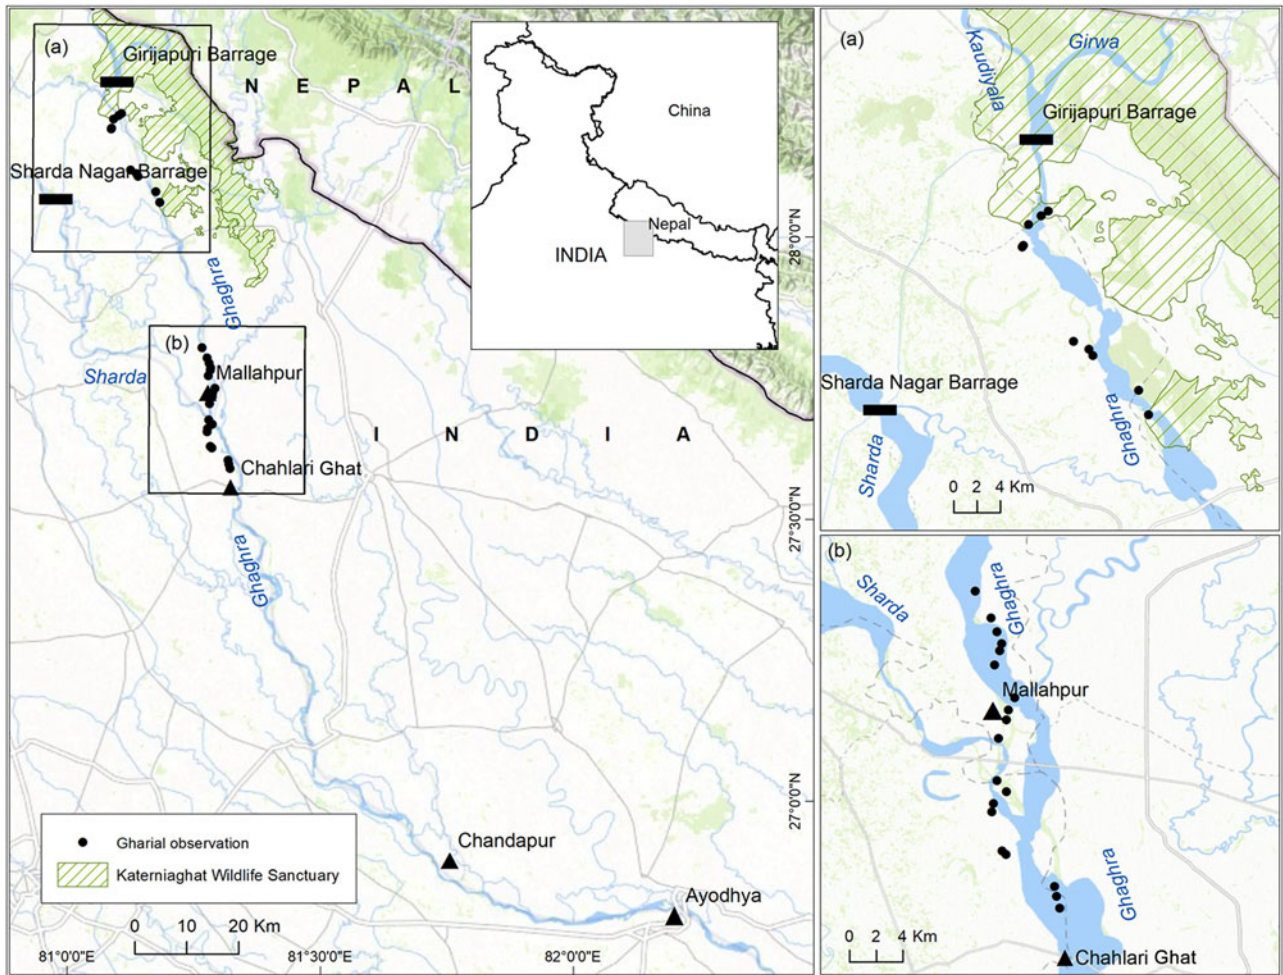 (a)
Girijapuri Barrage
N E P A L
Sharda Nagar Barrage
Ghaghra
(b)
Mallahpur
Sharda
I N D I A
Chahlari Ghat
Ghaghra
Chandapur
Ayodhya
Gharial observation
Katerniaghat Wildlife Sanctuary
0 10 20 Km
81°0'0"E
81°30'0"E
82°0'0"E
28°0'0"N
27°30'0"N
27°0'0"N
China
Nepal
INDIA
(a)
Kaudiyala
Girwa
Girijapuri Barrage
Sharda Nagar Barrage
Ghaghra
Sharda
0 2 4 Km
(b)
Sharda
Ghaghra
Mallahpur
Ghaghra
0 2 4 Km
Chahlari Ghat